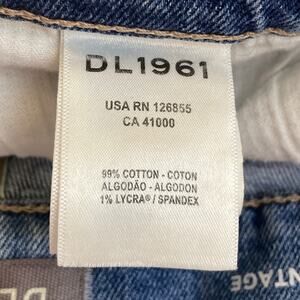 DL1961
USA RN 126855
CA 41000
99% COTTON - COTON
ALGODÃO - ALGODON
1% LYCRA® / SPANDEX